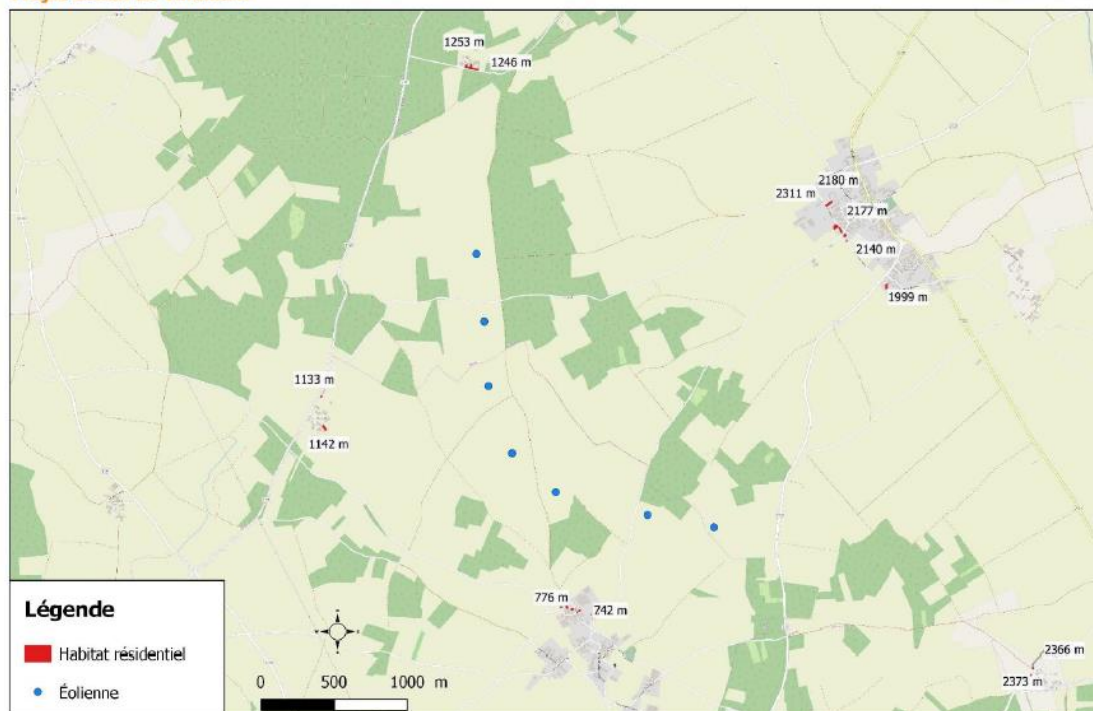 1253 m
1246 m
2180 m
2311 m
2177 m
2140 m
1999 m
1133 m
1142 m
776 m
742 m
2366 m
2373 m
Légende
Habitat résidentiel
Éolienne
0 500 1000 m